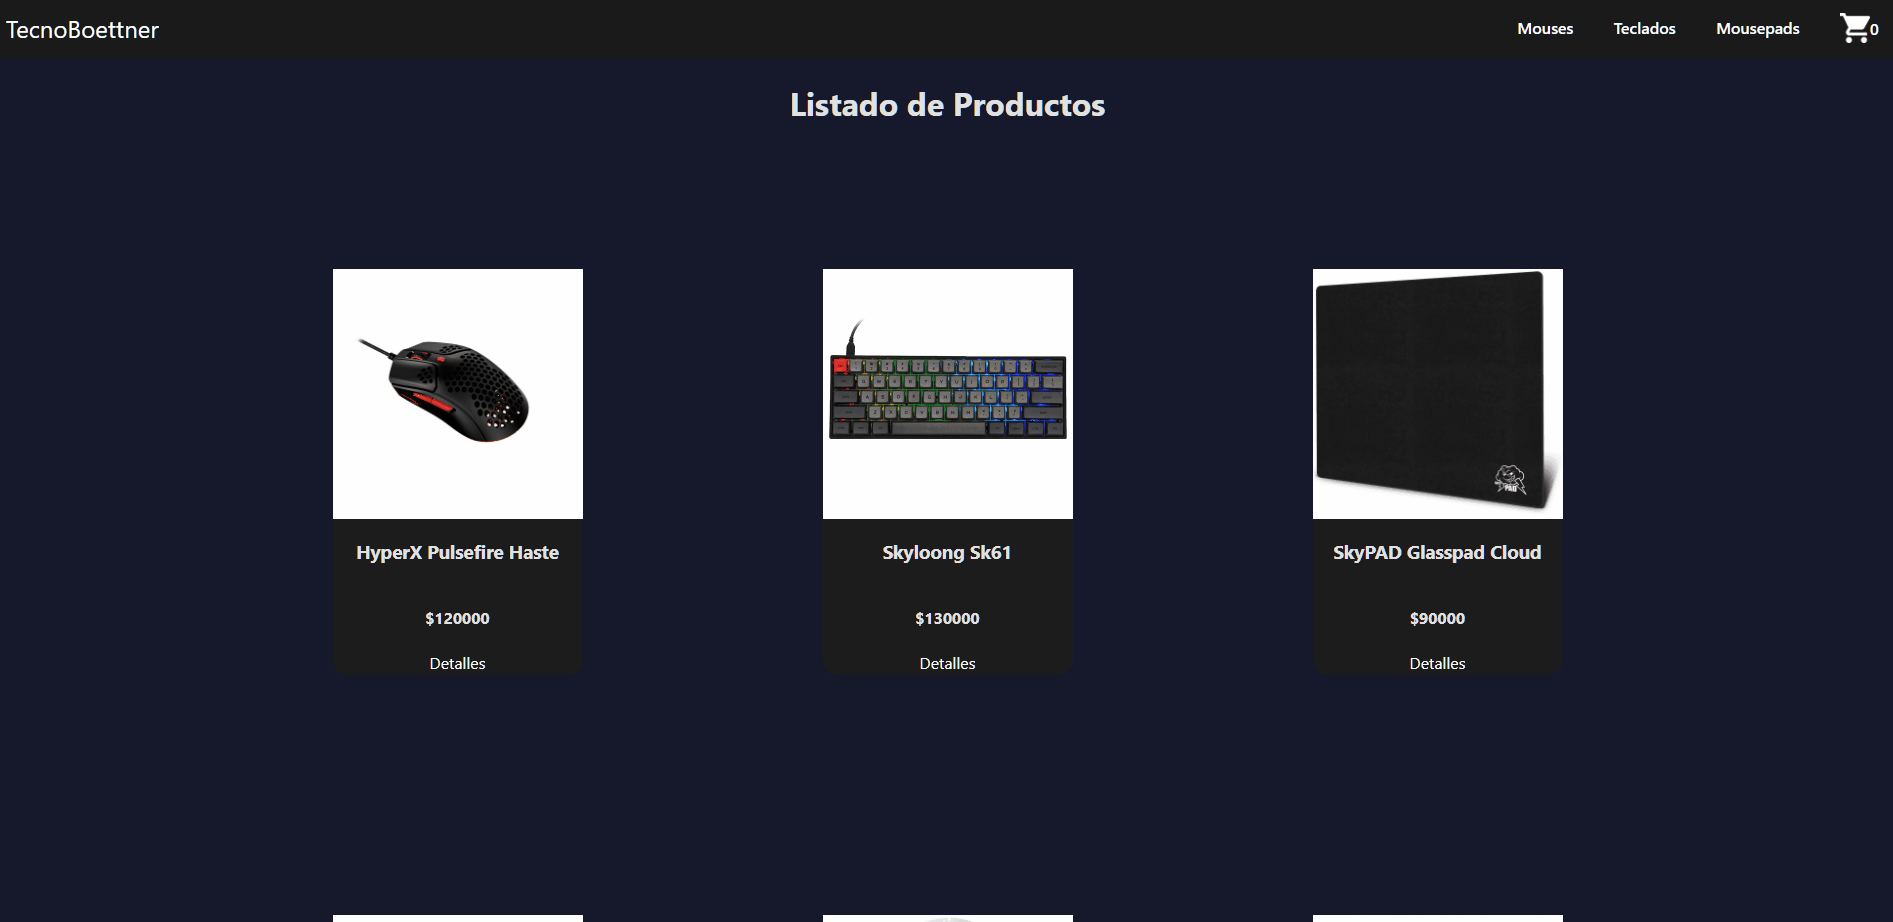 TecnoBoettner
Mouses Teclados Mousepads 0
Listado de Productos
PAD
HyperX Pulsefire Haste
Skyloong Sk61
SkyPAD Glasspad Cloud
$120000
$130000
$90000
Detalles
Detalles
Detalles